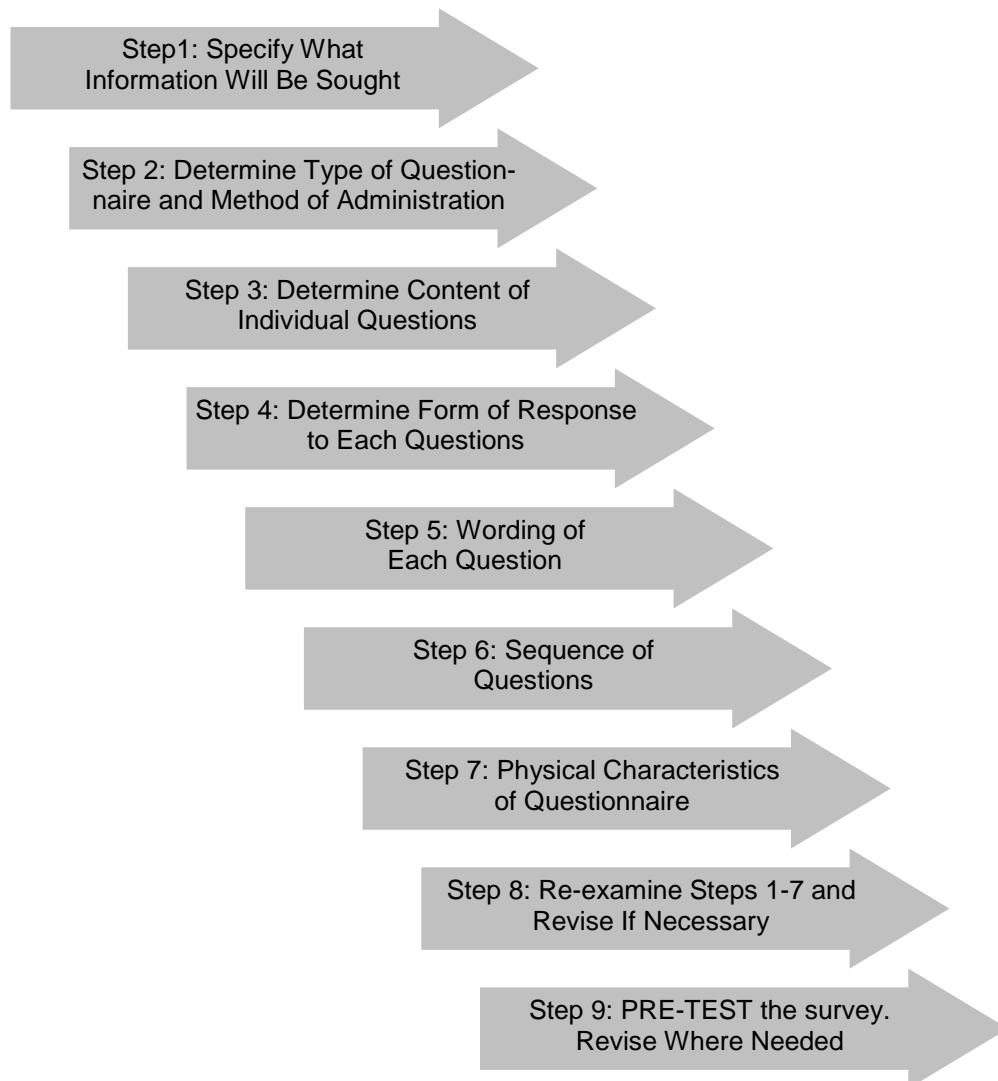 Step1: Specify What
Information Will Be Sought
Step 2: Determine Type of Question-
naire and Method of Administration
Step 3: Determine Content of
Individual Questions
Step 4: Determine Form of Response
to Each Questions
Step 5: Wording of
Each Question
Step 6: Sequence of
Questions
Step 7: Physical Characteristics
of Questionnaire
Step 8: Re-examine Steps 1-7 and
Revise If Necessary
Step 9: PRE-TEST the survey.
Revise Where Needed